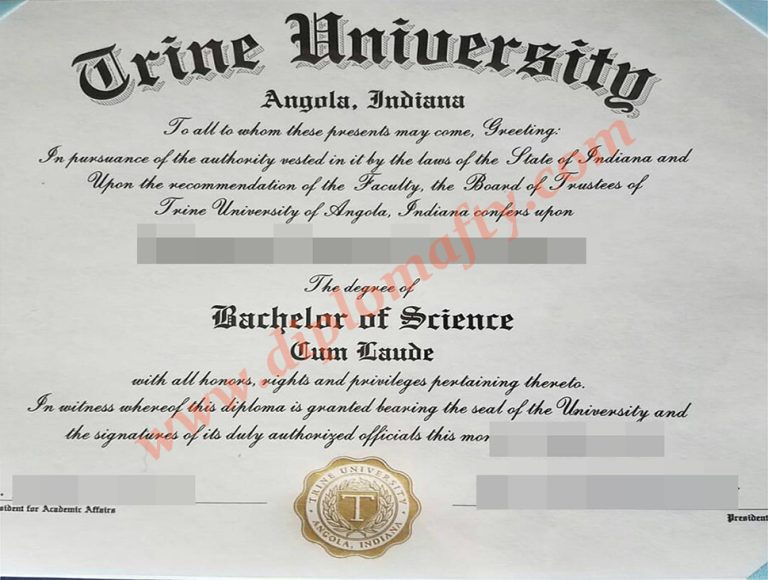 Trine University
Angola, Indiana
To all to whom these presents may come, Greeting:
In pursuance of the authority vested in it by the laws of the State of Indiana and
Upon the recommendation of the Faculty, the Board of Trustees of
Trine University of Angola, Indiana confers upon
The degree of
Bachelor of Science
Cum Laude
with all honors, rights and privileges pertaining thereto.
In witness whereof this diploma is granted bearing the seal of the University and
the signatures of its duly authorized officials this mon
sident for Academic Affairs
TRINE UNIVERSITY
T
ANGOLA, INDIANA
President
www.diplomafty.com